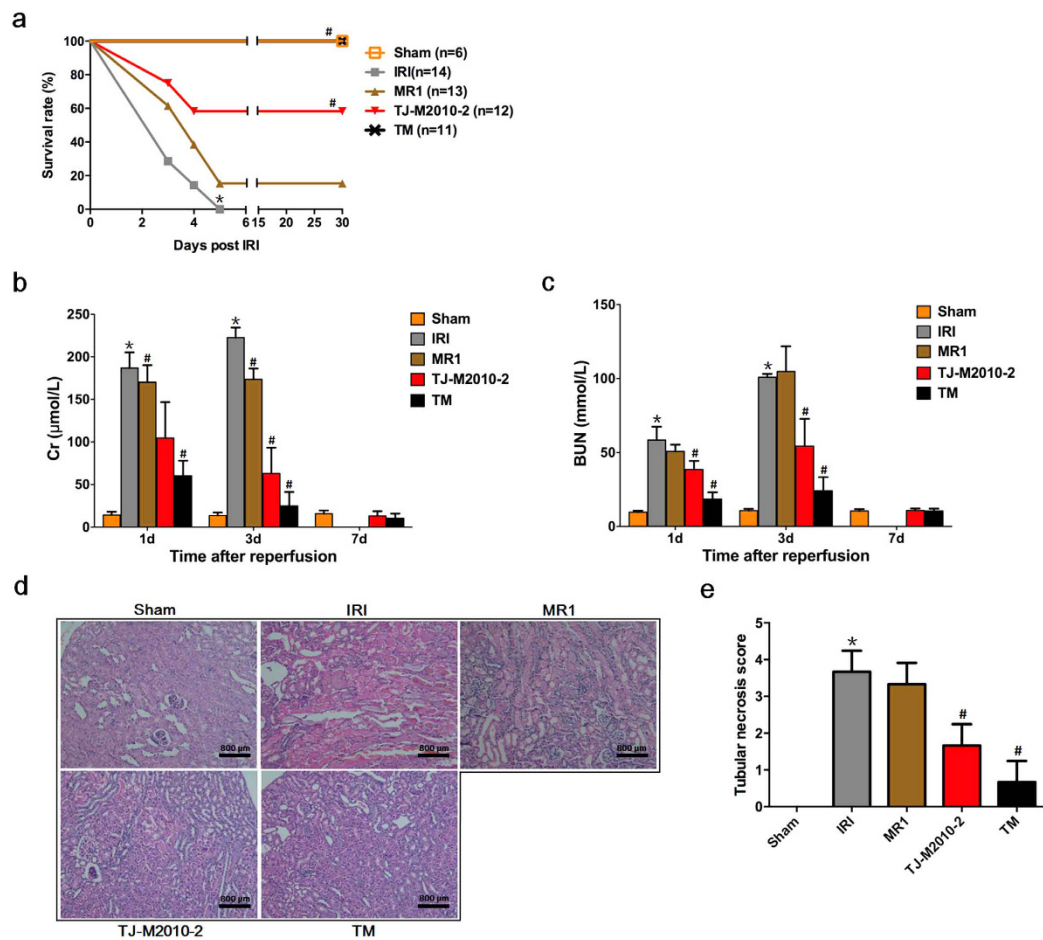 a
Survival rate (%)
100
80
60
40
20
0
0 2 4 6 15 20 25 30
Days post IRI
#
#
*
Sham (n=6)
IRI(n=14)
MR1 (n=13)
TJ-M2010-2 (n=12)
TM (n=11)
b
Cr (μmol/L)
250
200
150
100
50
0
* # #
* # # #
1d 3d 7d
Time after reperfusion
Sham
IRI
MR1
TJ-M2010-2
TM
c
BUN (mmol/L)
150
100
50
0
* # #
* # #
1d 3d 7d
Time after reperfusion
Sham
IRI
MR1
TJ-M2010-2
TM
d
Sham IRI MR1
800 μm 800 μm 800 μm
800 μm 800 μm
TJ-M2010-2 TM
e
Tubular necrosis score
5
4
3
2
1
0
* # #
Sham IRI MR1 TJ-M2010-2 TM